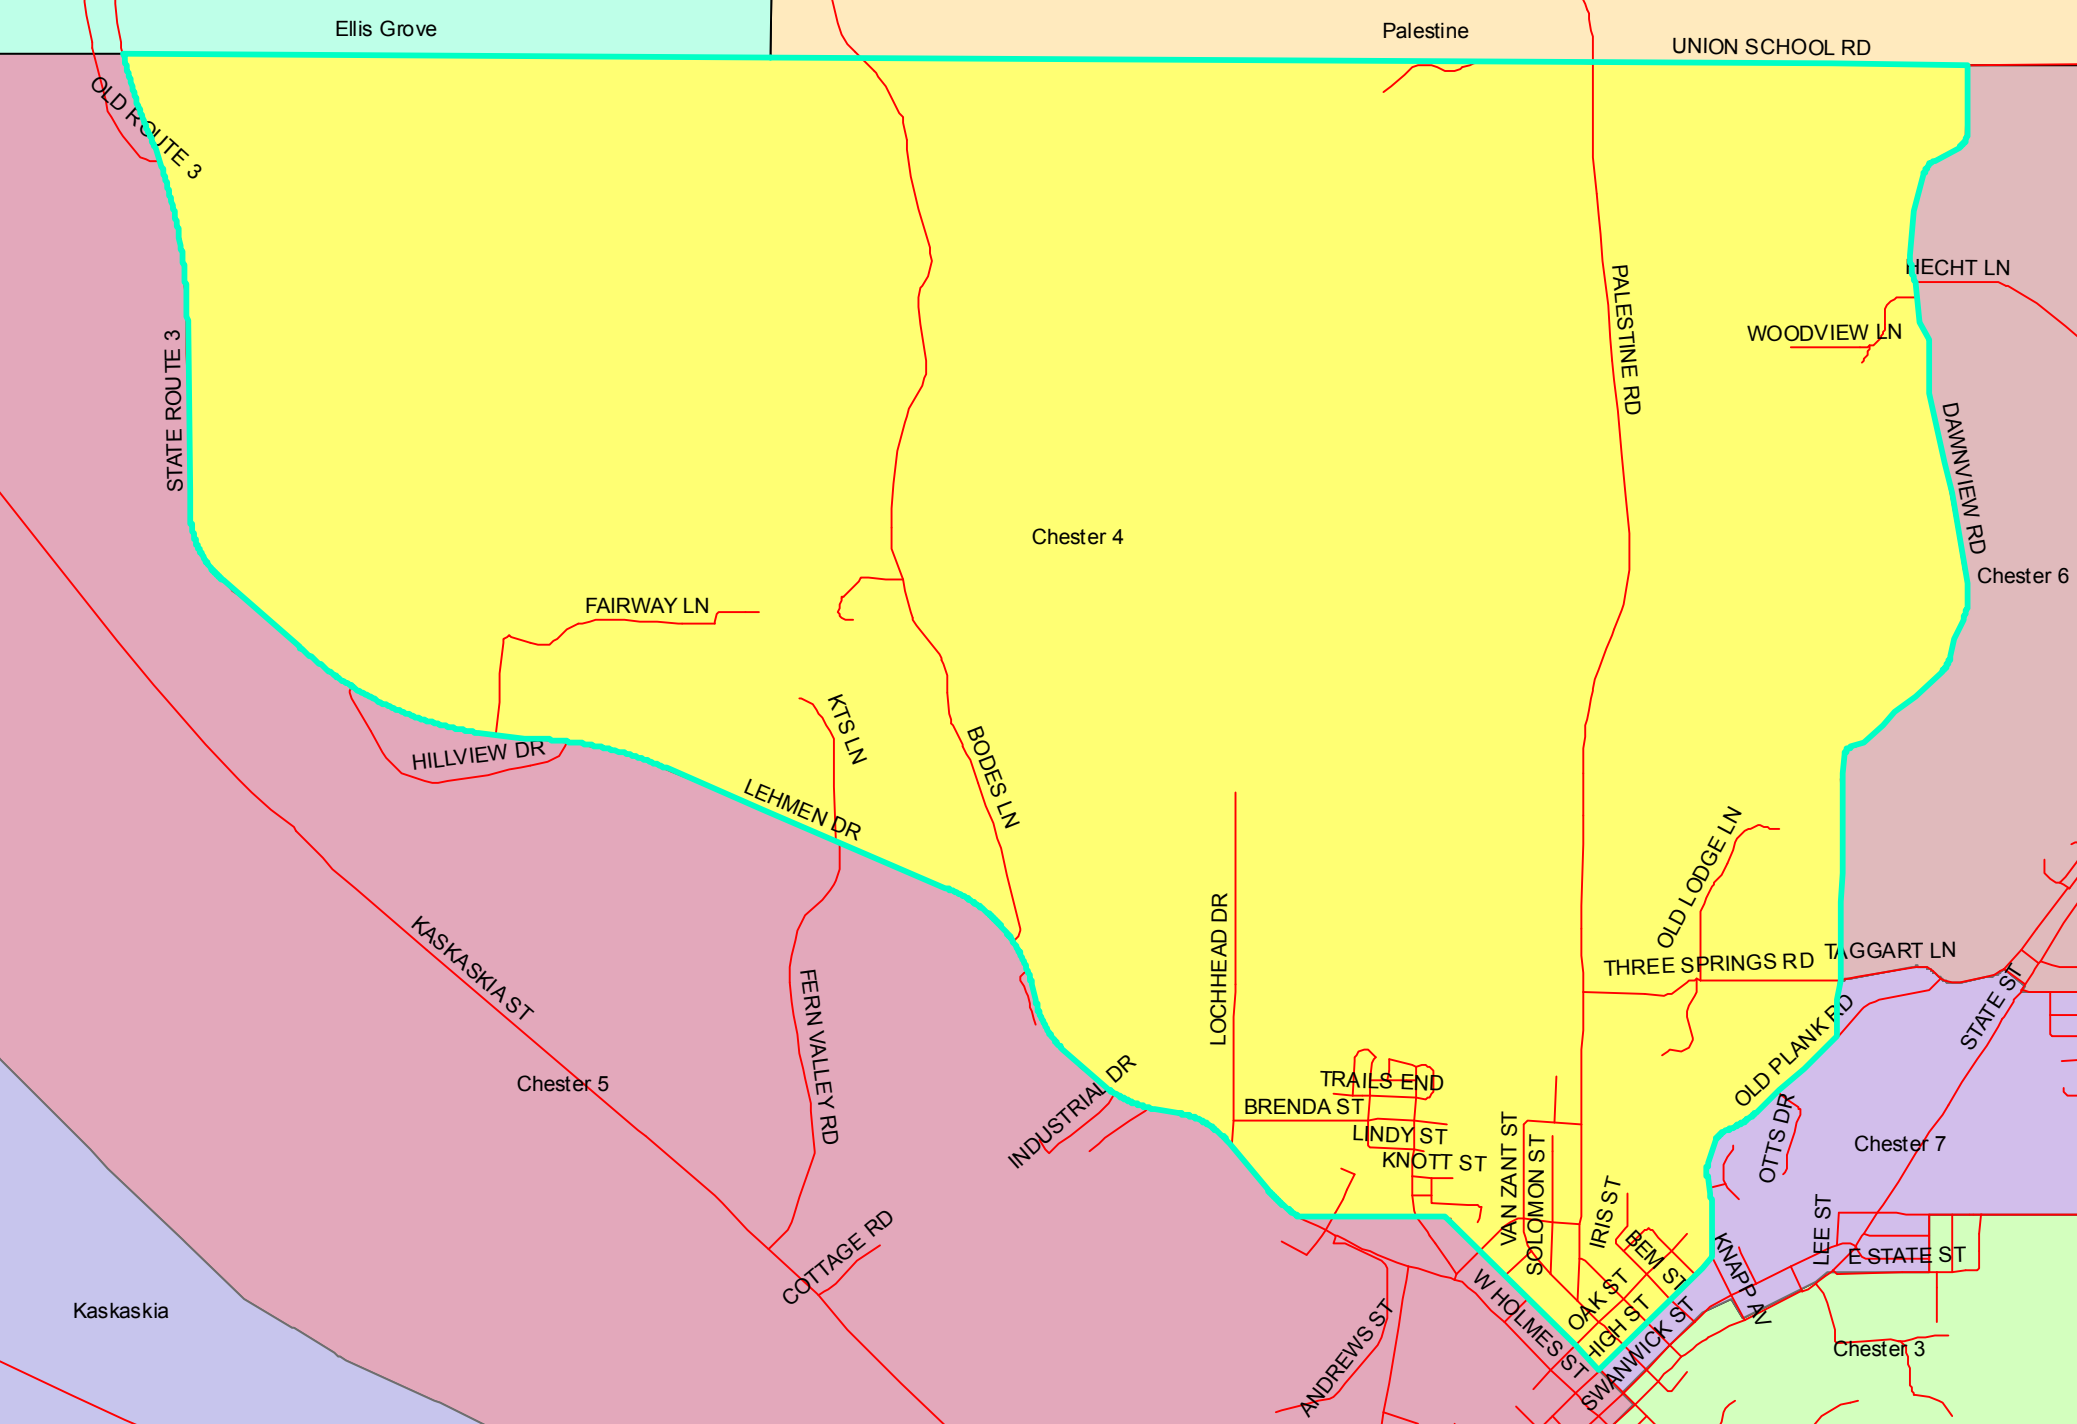 Ellis Grove
Palestine
UNION SCHOOL RD
OLD ROUTE 3
HECHT LN
WOODVIEW LN
PALESTINE RD
STATE ROUTE 3
DAWNVIEW RD
Chester 4
Chester 6
FAIRWAY LN
KTS LN
HILLVIEW DR
BODES LN
LEHMEN DR
OLD LODGE LN
LOCHHEAD DR
KASKASKIA ST
THREE SPRINGS RD
TAGGART LN
STATE ST
FERN VALLEY RD
OLD PLANK RD
Chester 5
TRAILS END
INDUSTRIAL DR
BRENDA ST
LINDY ST
KNOTT ST
VAN ZANT ST
SOLOMON ST
OTTS DR
Chester 7
IRIS ST
LEE ST
BEM ST
KNAPP AV
E STATE ST
COTTAGE RD
Kaskaskia
W HOLMES ST
OAK ST
HIGH ST
SWANWICK ST
ANDREWS ST
Chester 3